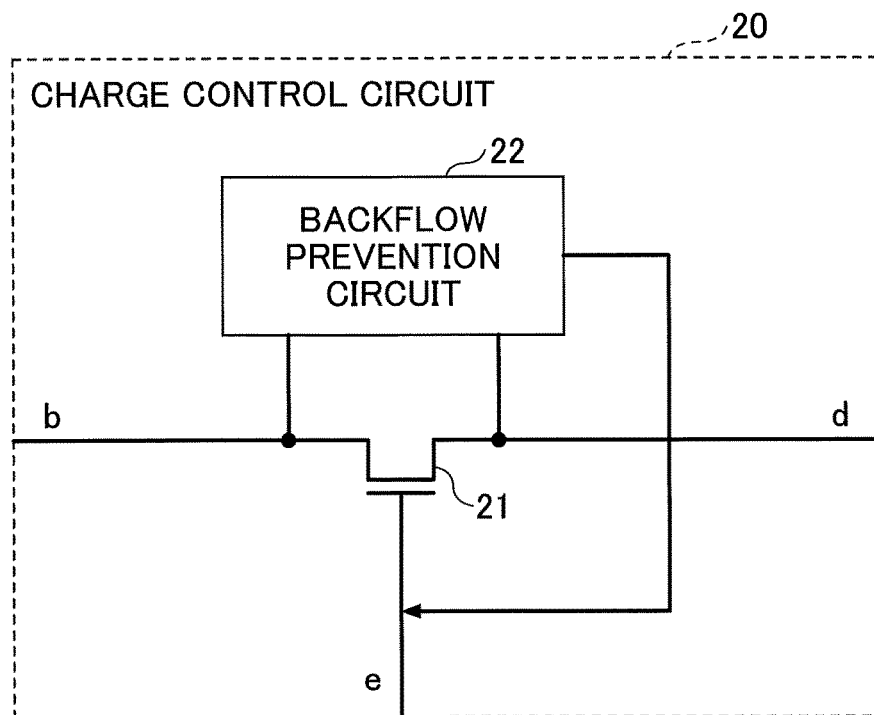 20
CHARGE CONTROL CIRCUIT
22
BACKFLOW
PREVENTION
CIRCUIT
b
d
21
e